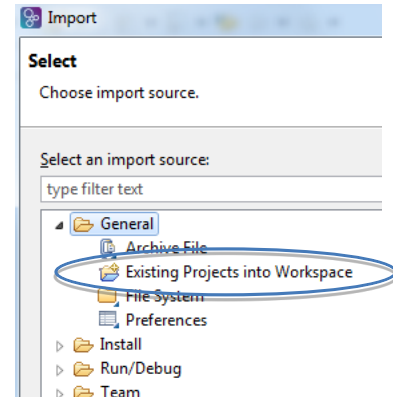 Import
Select
Choose import source.
Select an import source:
type filter text
General
Archive File
Existing Projects into Workspace
File System
Preferences
Install
Run/Debug
Team